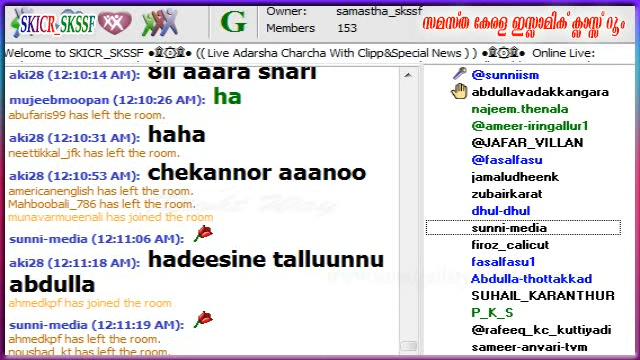 SKICR_SKSSF
G
Owner: samastha_skssf
Members 153
സമസ്ത കേരള ഇസ്ലാമിക് ക്ലാസ്സ് റൂം
Welcome to SKICR_SKSSF (( Live Adarsha Charcha With Clipp&Special News )) Online Live:
aki28 (12:10:14 AM): 8ll aaara shari
mujeebmoopan (12:10:26 AM): ha
abufaris99 has left the room.
aki28 (12:10:31 AM): haha
neettikkal_jfk has left the room.
aki28 (12:10:53 AM): chekannor aaanoo
americanenglish has left the room.
Mahboobali_786 has left the room.
munavarmueenali has joined the room
sunni-media (12:11:06 AM):
aki28 (12:11:18 AM): hadeesine talluunnu
abdulla
ahmedkpf has joined the room
sunni-media (12:11:19 AM):
ahmedkpf has left the room.
noushad_kt has left the room.
@sunniism
abdullavadakkangara
najeem.thenala
@ameer-iringallur1
@JAFAR_VILLAN
@fasalfasu
jamaludheenk
zubairkarat
dhul-dhul
sunni-media
firoz_calicut
fasalfasu1
Abdulla-thottakkad
SUHAIL_KARANTHUR
P_K_S
@rafeeq_kc_kuttiyadi
sameer-anvari-tvm